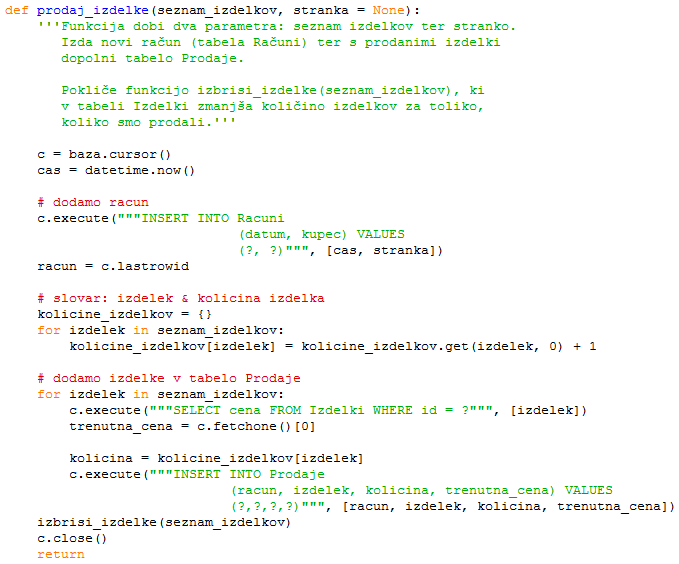 def prodaj_izdelke(seznam_izdelkov, stranka = None):
    '''Funkcija dobi dva parametra: seznam izdelkov ter stranko.
       Izda novi račun (tabela Računi) ter s prodanimi izdelki
       dopolni tabelo Prodaje.

       Pokliče funkcijo izbrisi_izdelke(seznam_izdelkov), ki
       v tabeli Izdelki zmanjša količino izdelkov za toliko,
       koliko smo prodali.'''

    c = baza.cursor()
    cas = datetime.now()

    # dodamo racun
    c.execute("""INSERT INTO Racuni
                             (datum, kupec) VALUES
                             (?, ?)""", [cas, stranka])
    racun = c.lastrowid

    # slovar: izdelek & kolicina izdelka
    kolicine_izdelkov = {}
    for izdelek in seznam_izdelkov:
        kolicine_izdelkov[izdelek] = kolicine_izdelkov.get(izdelek, 0) + 1

    # dodamo izdelke v tabelo Prodaje
    for izdelek in seznam_izdelkov:
        c.execute("""SELECT cena FROM Izdelki WHERE id = ?""", [izdelek])
        trenutna_cena = c.fetchone()[0]

        kolicina = kolicine_izdelkov[izdelek]
        c.execute("""INSERT INTO Prodaje
                            (racun, izdelek, kolicina, trenutna_cena) VALUES
                            (?,?,?,?)""", [racun, izdelek, kolicina, trenutna_cena])
    izbrisi_izdelke(seznam_izdelkov)
    c.close()
    return